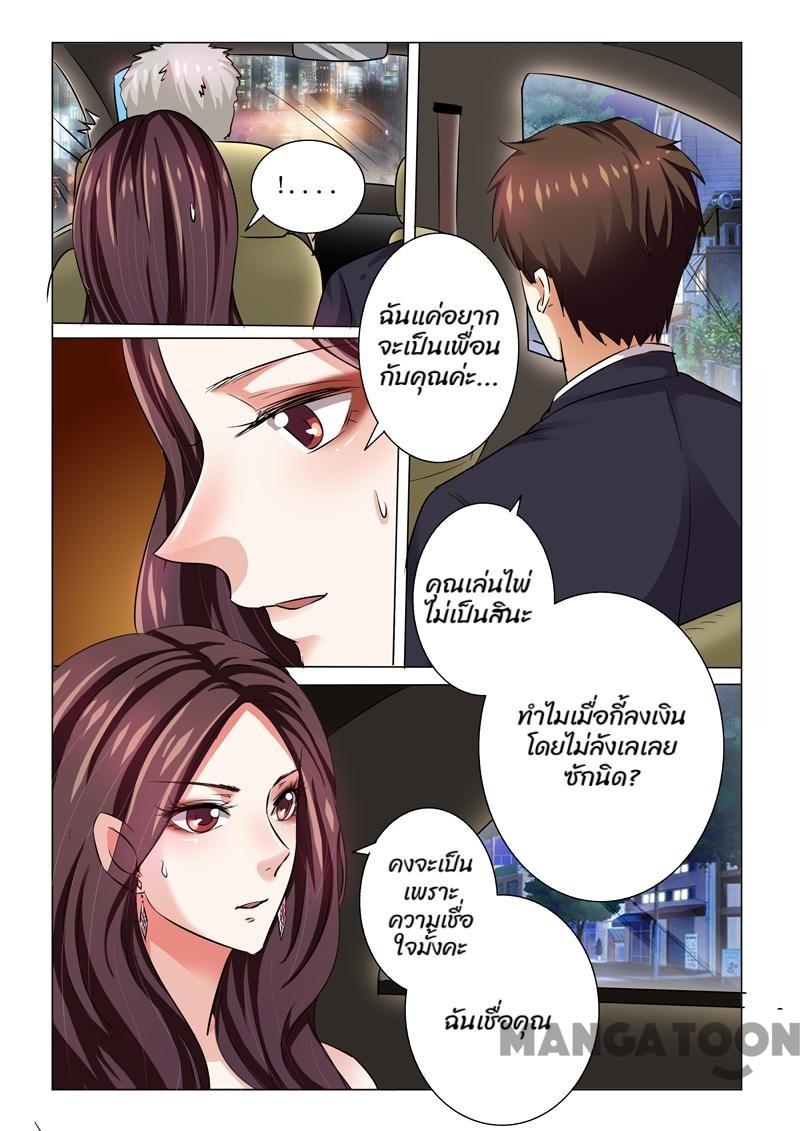 !....
ฉันแค่อยาก
จะเป็นเพื่อน
กับคุณค่ะ...
คุณเล่นไพ่
ไม่เป็นสินะ
ทำไมเมื่อกี้ลงเงิน
โดยไม่ลังเลเลย
ซักนิด?
คงจะเป็น
เพราะ
ความเชื่อ
ใจมั้งคะ
ฉันเชื่อคุณ
MANGATOON